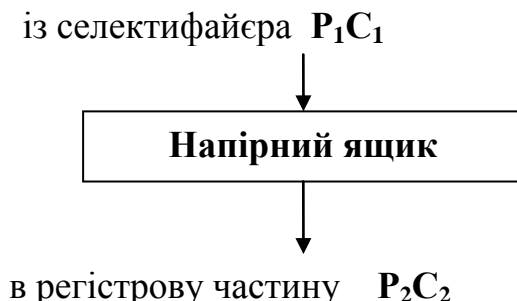 із селектифайєра P₁C₁
Напірний ящик
в регістрову частину P₂C₂